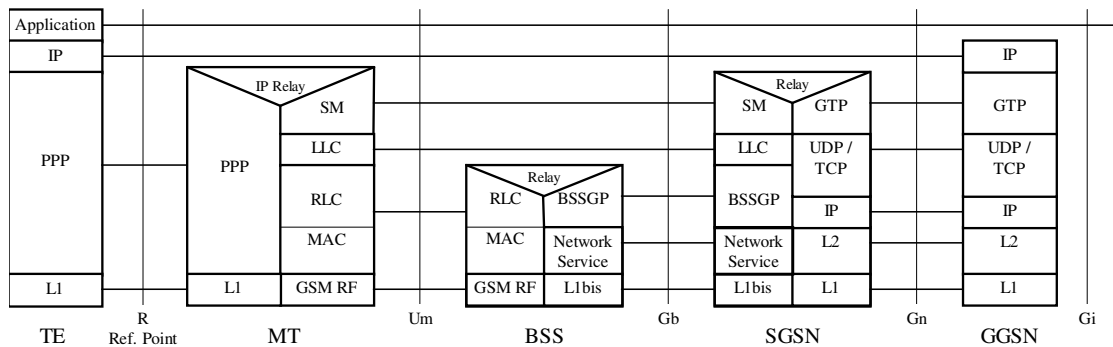 Application
IP
IP
IP Relay
Relay
SM
SM
GTP
GTP
PPP
PPP
LLC
LLC
UDP /
TCP
UDP /
TCP
Relay
RLC
RLC
BSSGP
BSSGP
IP
IP
MAC
MAC
Network
Service
Network
Service
L2
L2
L1
L1
GSM RF
GSM RF
L1bis
L1bis
L1
L1
R
Ref. Point
Um
Gb
Gn
Gi
TE
MT
BSS
SGSN
GGSN